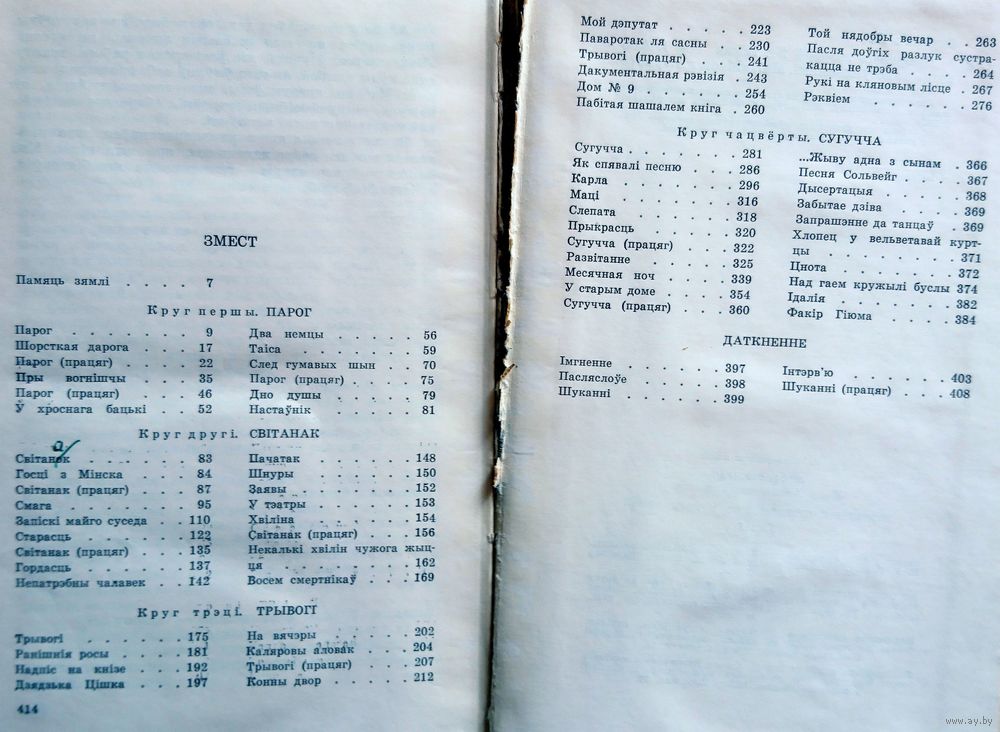 ЗМЕСТ
Памяць зямлі . . . . 7
Круг першы. ПАРОГ
Парог . . . . . . . 9
Шорсткая дарога . . . 17
Парог (працяг) . . . 22
Пры вогнішчы . . . 35
Парог (працяг) . . . 46
У хроснага бацькі . . 52
Два немцы . . . . . 56
Таіса . . . . . . . 59
След гумавых шын . . 70
Парог (працяг) . . . . 75
Дно душы . . . . . 79
Настаўнік . . . . . 81
Круг другі. СВІТАНАК
а
Світанок . . . . . . 83
Госці з Мінска . . . 84
Світанак (працяг) . . . 87
Смага . . . . . . . 95
Запіскі майго суседа . . 110
Старасць . . . . . . 122
Світанак (працяг) . . . 135
Гордасць . . . . . . 137
Непатрэбны чалавек . . 142
Пачатак . . . . . . 148
Шнуры . . . . . . 150
Заявы . . . . . . . 152
У тэатры . . . . . 153
Хвіліна . . . . . . 154
Світанак (працяг) . . . 156
Некалькі хвілін чужога жыц-
ця . . . . . . . . 162
Восем смертнікаў . . . 169
Круг трэці. ТРЫВОГІ
Трывогі . . . . . . 175
Ранішнія росы . . . . 181
Надпіс на кнізе . . . 192
Дзядзька Цішка . . . 197
На вячэры . . . . . 202
Каляровы аловак . . . 204
Трывогі (працяг) . . . 207
Конны двор . . . . . 212
414
Мой дэпутат . . . . . 223
Паваротак ля сасны . . 230
Трывогі (працяг) . . . 241
Дакументальная рэвізія . 243
Дом № 9 . . . . . . 254
Пабітая шашалем кніга . 260
Той нядобры вечар . . 263
Пасля доўгіх разлук сустра-
кацца не трэба . . . . 264
Рукі на кляновым лісце . 267
Рэквіем . . . . . . 276
Круг чацвёрты. СУГУЧЧА
Сугучча . . . . . . . 281
Як спявалі песню . . . 286
Карла . . . . . . . 296
Маці . . . . . . . 316
Слепата . . . . . . 318
Прыкрасць . . . . . 320
Сугучча (працяг) . . . 322
Развітанне . . . . . 325
Месячная ноч . . . . 339
У старым доме . . . . 354
Сугучча (працяг) . . . 360
...Жыву адна з сынам . 366
Песня Сольвейг . . . . 367
Дысертацыя . . . . . 368
Забытае дзіва . . . . 369
Запрашэнне да танцаў . 369
Хлопец у вельветавай курт-
цы . . . . . . . . 371
Цнота . . . . . . . 372
Над гаем кружылі буслы 374
Ідалія . . . . . . . 382
Факір Гіюма . . . . . 384
ДАТКНЕННЕ
Імгненне . . . . . . 397
Пасляслоўе . . . . . 398
Шуканні . . . . . . 399
Інтэрв'ю . . . . . . 403
Шуканні (працяг) . . . 408
www.ay.by